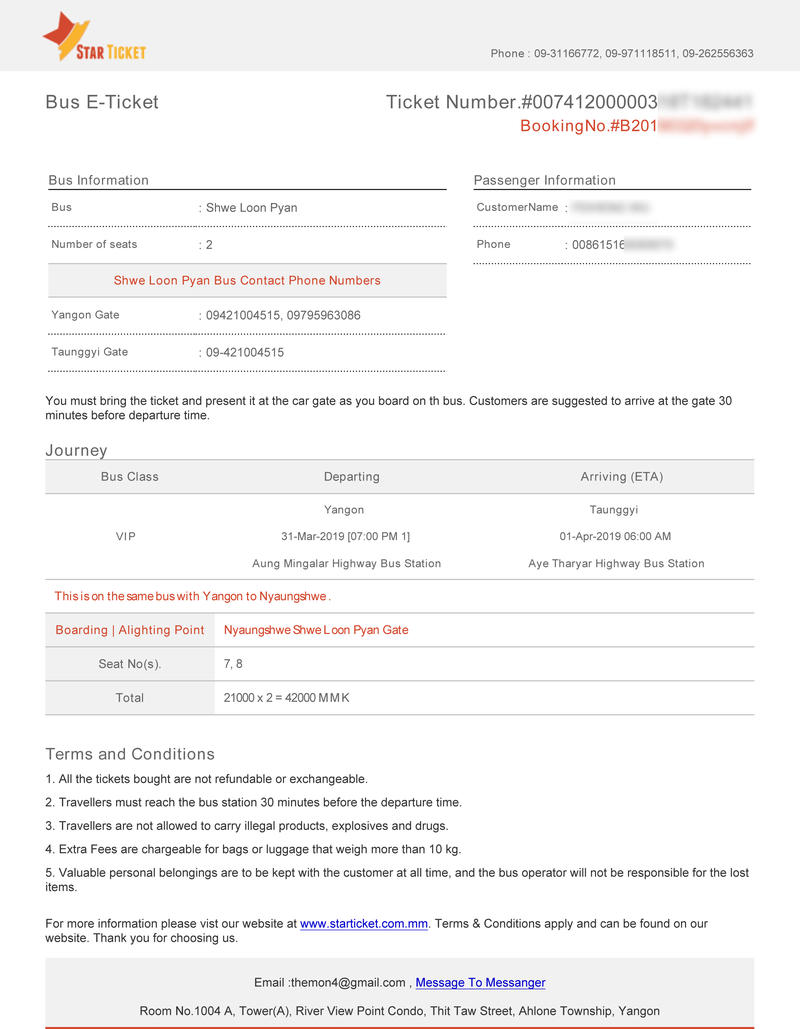 STAR TICKET
Phone : 09-31166772, 09-971118511, 09-262556363
Bus E-Ticket
Ticket Number.#007412000003
BookingNo.#B201
Bus Information
Bus : Shwe Loon Pyan
Number of seats : 2
Shwe Loon Pyan Bus Contact Phone Numbers
Yangon Gate : 09421004515, 09795963086
Taunggyi Gate : 09-421004515
Passenger Information
CustomerName :
Phone : 00861516
You must bring the ticket and present it at the car gate as you board on th bus. Customers are suggested to arrive at the gate 30
minutes before departure time.
Journey
Bus Class Departing Arriving (ETA)
Yangon Taunggyi
VIP 31-Mar-2019 [07:00 PM 1] 01-Apr-2019 06:00 AM
Aung Mingalar Highway Bus Station Aye Tharyar Highway Bus Station
This is on the same bus with Yangon to Nyaungshwe .
Boarding | Alighting Point Nyaungshwe Shwe Loon Pyan Gate
Seat No(s). 7, 8
Total 21000 x 2 = 42000 MMK
Terms and Conditions
1. All the tickets bought are not refundable or exchangeable.
2. Travellers must reach the bus station 30 minutes before the departure time.
3. Travellers are not allowed to carry illegal products, explosives and drugs.
4. Extra Fees are chargeable for bags or luggage that weigh more than 10 kg.
5. Valuable personal belongings are to be kept with the customer at all time, and the bus operator will not be responsible for the lost
items.
For more information please vist our website at www.starticket.com.mm. Terms & Conditions apply and can be found on our
website. Thank you for choosing us.
Email :themon4@gmail.com , Message To Messanger
Room No.1004 A, Tower(A), River View Point Condo, Thit Taw Street, Ahlone Township, Yangon